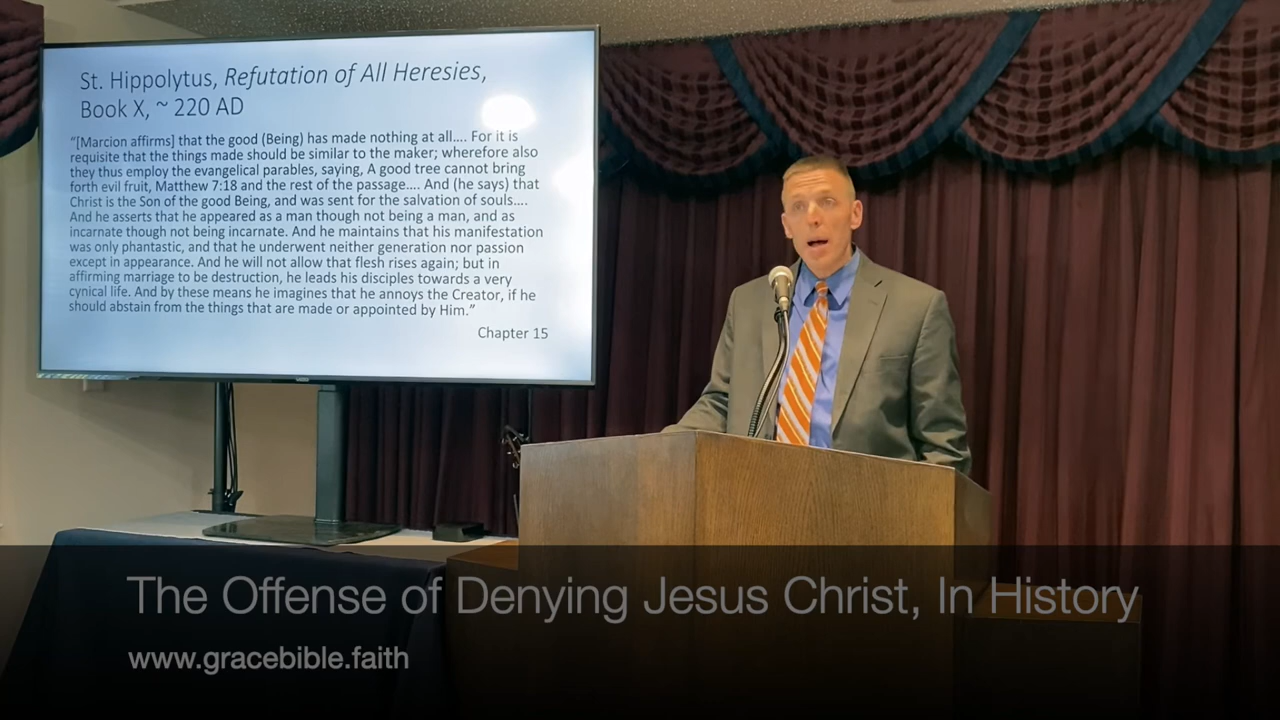 St. Hippolytus, Refutation of All Heresies,
Book X, ~ 220 AD
“[Marcion affirms] that the good (Being) has made nothing at all.... For it is
requisite that the things made should be similar to the maker; wherefore also
they thus employ the evangelical parables, saying, A good tree cannot bring
forth evil fruit, Matthew 7:18 and the rest of the passage.... And (he says) that
Christ is the Son of the good Being, and was sent for the salvation of souls....
And he asserts that he appeared as a man though not being a man, and as
incarnate though not being incarnate. And he maintains that his manifestation
was only phantastic, and that he underwent neither generation nor passion
except in appearance. And he will not allow that flesh rises again; but in
affirming marriage to be destruction, he leads his disciples towards a very
cynical life. And by these means he imagines that he annoys the Creator, if he
should abstain from the things that are made or appointed by Him.”
Chapter 15
The Offense of Denying Jesus Christ, In History
www.gracebible.faith